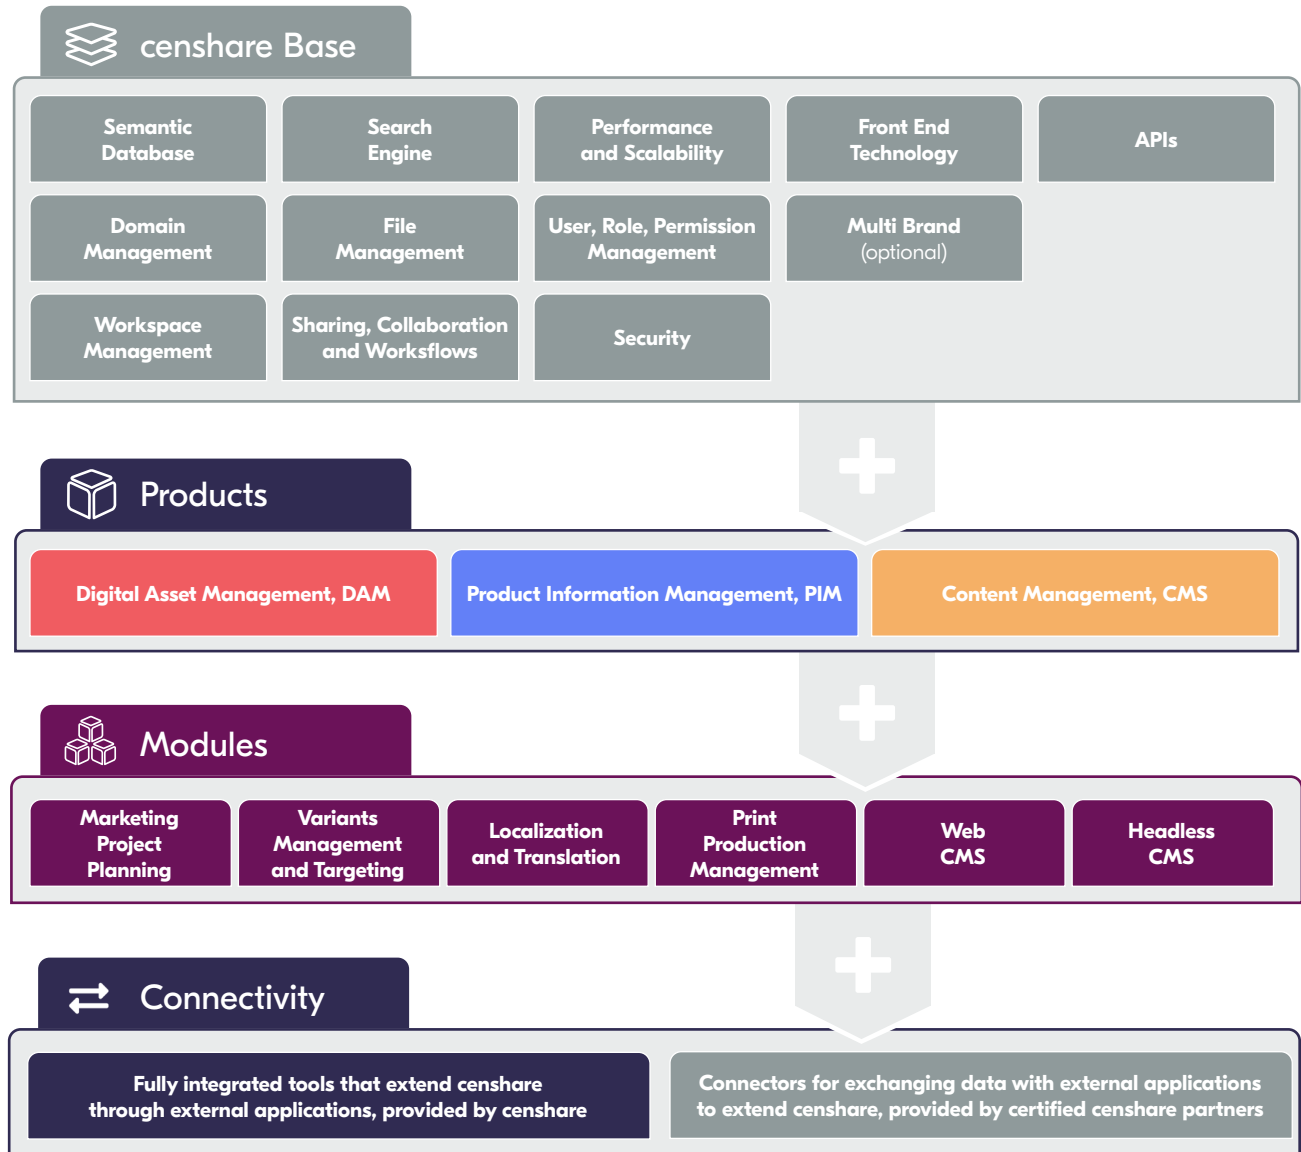 censhare Base
Semantic
Database
Search
Engine
Performance
and Scalability
Front End
Technology
APIs
Domain
Management
File
Management
User, Role, Permission
Management
Multi Brand
(optional)
Workspace
Management
Sharing, Collaboration
and Worksflows
Security
Products
Digital Asset Management, DAM
Product Information Management, PIM
Content Management, CMS
Modules
Marketing
Project
Planning
Variants
Management
and Targeting
Localization
and Translation
Print
Production
Management
Web
CMS
Headless
CMS
Connectivity
Fully integrated tools that extend censhare
through external applications, provided by censhare
Connectors for exchanging data with external applications
to extend censhare, provided by certified censhare partners